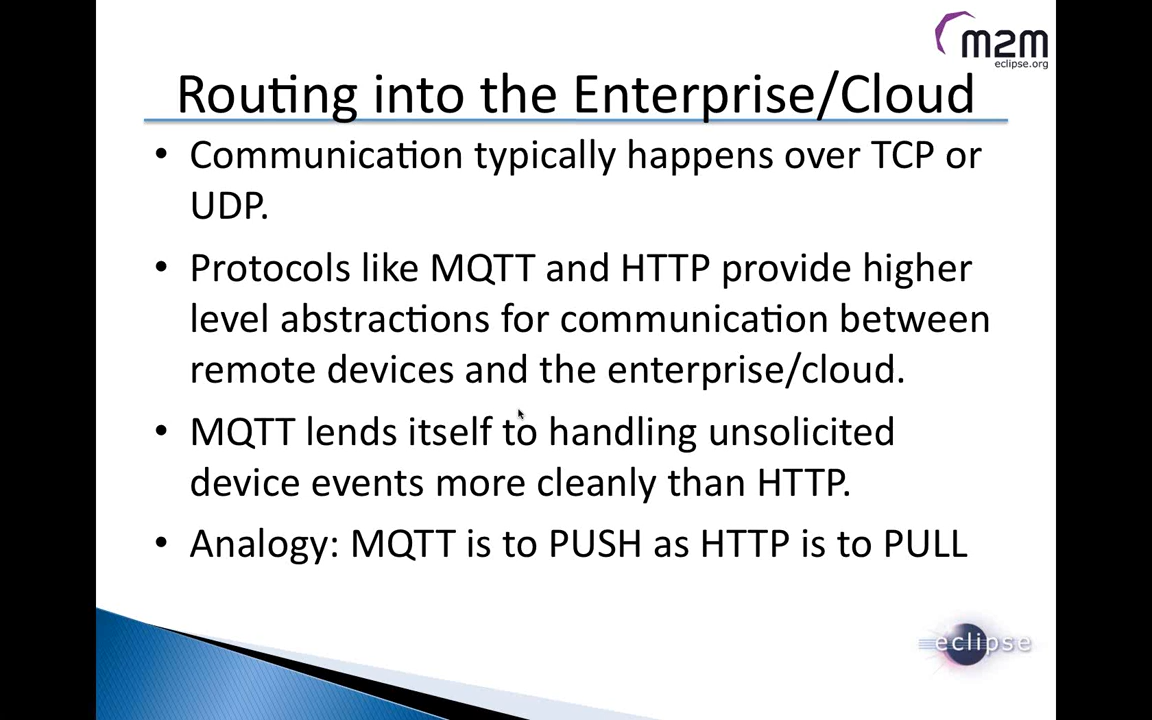 m2m
eclipse.org
Routing into the Enterprise/Cloud
• Communication typically happens over TCP or
UDP.
• Protocols like MQTT and HTTP provide higher
level abstractions for communication between
remote devices and the enterprise/cloud.
• MQTT lends itself to handling unsolicited
device events more cleanly than HTTP.
• Analogy: MQTT is to PUSH as HTTP is to PULL
eclipse